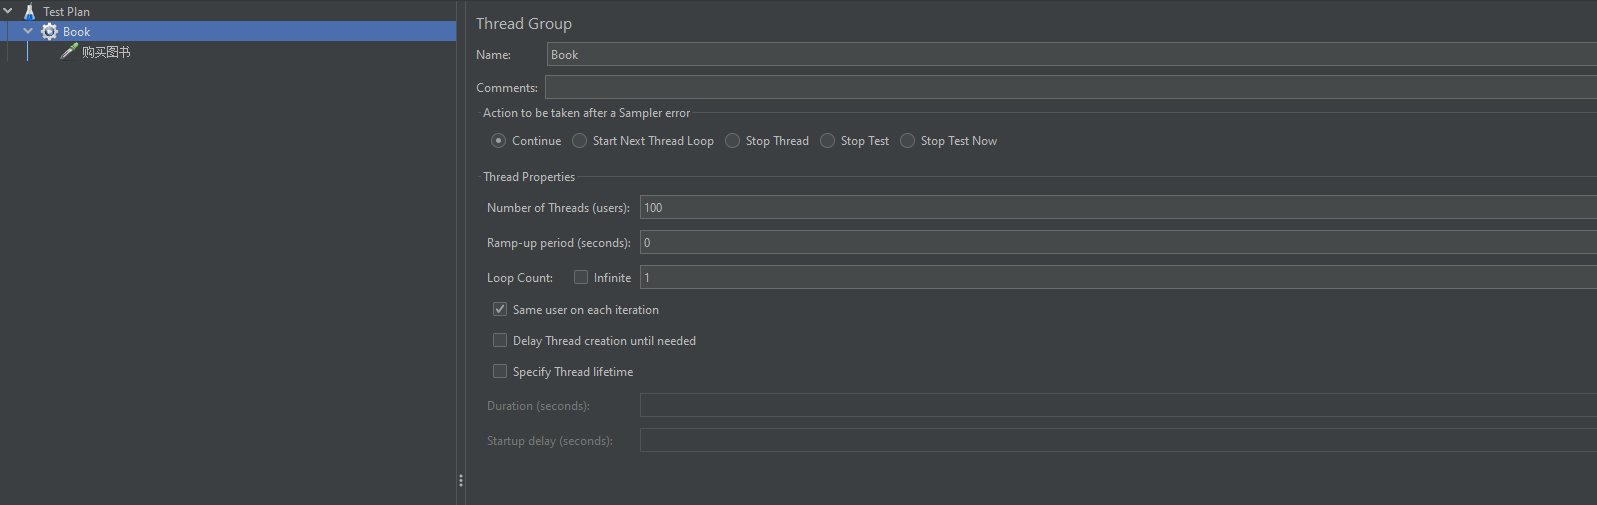 Test Plan
Book
购买图书
Thread Group
Name: Book
Comments:
Action to be taken after a Sampler error
Continue Start Next Thread Loop Stop Thread Stop Test Stop Test Now
Thread Properties
Number of Threads (users): 100
Ramp-up period (seconds): 0
Loop Count: Infinite 1
Same user on each iteration
Delay Thread creation until needed
Specify Thread lifetime
Duration (seconds):
Startup delay (seconds):